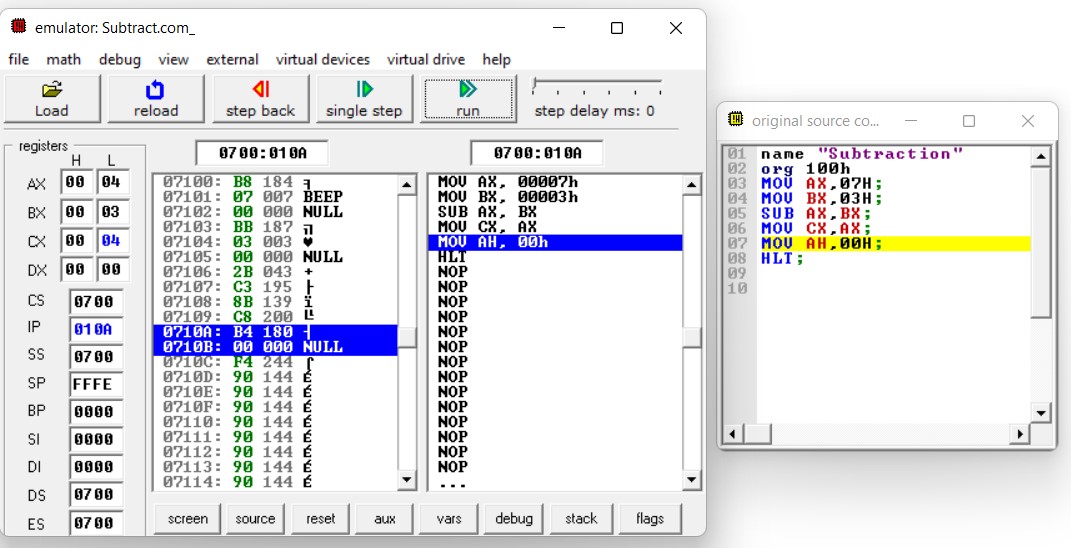 emulator: Subtract.com_
file math debug view external virtual devices virtual drive help
Load reload step back single step run step delay ms: 0
registers
H L
0700:010A 0700:010A
AX 00 04
BX 00 03
CX 00 04
DX 00 00
CS 0700
IP 010A
SS 0700
SP FFFE
BP 0000
SI 0000
DI 0000
DS 0700
ES 0700
07100: B8 184 ╕
07101: 07 007 BEEP
07102: 00 000 NULL
07103: BB 187 ╗
07104: 03 003 ♥
07105: 00 000 NULL
07106: 2B 043 +
07107: C3 195 ├
07108: 8B 139 ï
07109: C8 200 ╚
0710A: B4 180 ┤
0710B: 00 000 NULL
0710C: F4 244 ⌠
0710D: 90 144 É
0710E: 90 144 É
0710F: 90 144 É
07110: 90 144 É
07111: 90 144 É
07112: 90 144 É
07113: 90 144 É
07114: 90 144 É
MOV AX, 00007h
MOV BX, 00003h
SUB AX, BX
MOV CX, AX
MOV AH, 00h
HLT
NOP
NOP
NOP
NOP
NOP
NOP
NOP
NOP
NOP
NOP
NOP
NOP
NOP
NOP
...
screen source reset aux vars debug stack flags
original source co...
01 name "Subtraction"
02 org 100h
03 MOV AX,07H;
04 MOV BX,03H;
05 SUB AX,BX;
06 MOV CX,AX;
07 MOV AH,00H;
08 HLT;
09
10